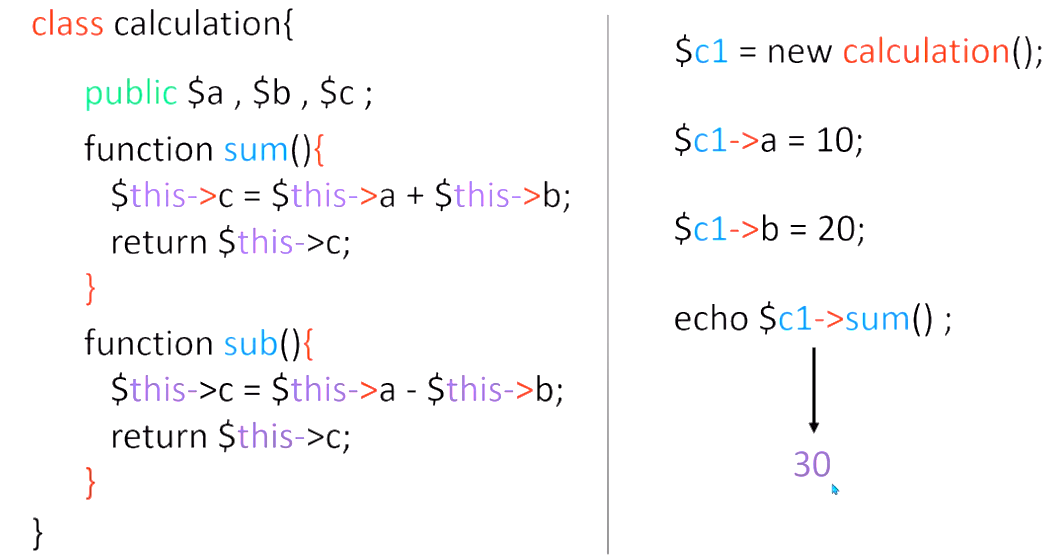 class calculation{
public $a , $b , $c ;
function sum(){
$this->c = $this->a + $this->b;
return $this->c;
}
function sub(){
$this->c = $this->a - $this->b;
return $this->c;
}
}
$c1 = new calculation();
$c1->a = 10;
$c1->b = 20;
echo $c1->sum() ;
30